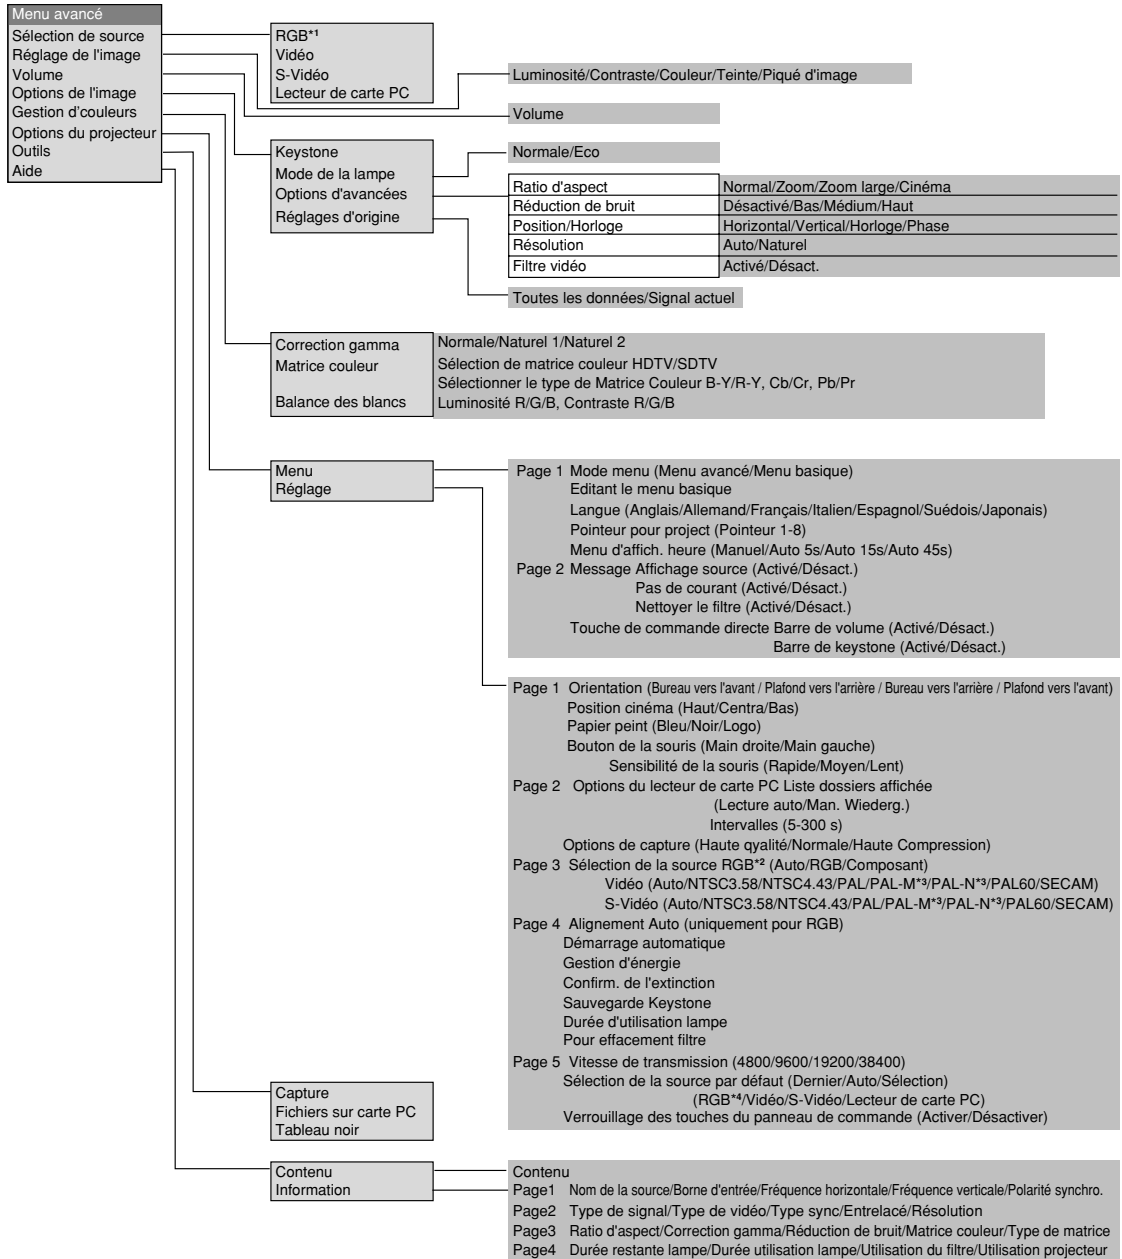 Menu avancé
Sélection de source
Réglage de l'image
Volume
Options de l'image
Gestion d'couleurs
Options du projecteur
Outils
Aide
RGB*1
Vidéo
S-Vidéo
Lecteur de carte PC
Luminosité/Contraste/Couleur/Teinte/Piqué d'image
Volume
Keystone
Mode de la lampe
Options d'avancées
Réglages d'origine
Normale/Eco
Ratio d'aspect Normal/Zoom/Zoom large/Cinéma
Réduction de bruit Désactivé/Bas/Médium/Haut
Position/Horloge Horizontal/Vertical/Horloge/Phase
Résolution Auto/Naturel
Filtre vidéo Activé/Désact.
Toutes les données/Signal actuel
Correction gamma Normale/Naturel 1/Naturel 2
Matrice couleur Sélection de matrice couleur HDTV/SDTV
Sélectionner le type de Matrice Couleur B-Y/R-Y, Cb/Cr, Pb/Pr
Balance des blancs Luminosité R/G/B, Contraste R/G/B
Menu
Réglage
Page 1 Mode menu (Menu avancé/Menu basique)
Editant le menu basique
Langue (Anglais/Allemand/Français/Italien/Espagnol/Suédois/Japonais)
Pointeur pour project (Pointeur 1-8)
Menu d'affich. heure (Manuel/Auto 5s/Auto 15s/Auto 45s)
Page 2 Message Affichage source (Activé/Désact.)
Pas de courant (Activé/Désact.)
Nettoyer le filtre (Activé/Désact.)
Touche de commande directe Barre de volume (Activé/Désact.)
Barre de keystone (Activé/Désact.)
Page 1 Orientation (Bureau vers l'avant / Plafond vers l'arrière / Bureau vers l'arrière / Plafond vers l'avant)
Position cinéma (Haut/Centra/Bas)
Papier peint (Bleu/Noir/Logo)
Bouton de la souris (Main droite/Main gauche)
Sensibilité de la souris (Rapide/Moyen/Lent)
Page 2 Options du lecteur de carte PC Liste dossiers affichée
(Lecture auto/Man. Wiederg.)
Intervalles (5-300 s)
Options de capture (Haute qyalité/Normale/Haute Compression)
Page 3 Sélection de la source RGB*2 (Auto/RGB/Composant)
Vidéo (Auto/NTSC3.58/NTSC4.43/PAL/PAL-M*3/PAL-N*3/PAL60/SECAM)
S-Vidéo (Auto/NTSC3.58/NTSC4.43/PAL/PAL-M*3/PAL-N*3/PAL60/SECAM)
Page 4 Alignement Auto (uniquement pour RGB)
Démarrage automatique
Gestion d'énergie
Confirm. de l'extinction
Sauvegarde Keystone
Durée d'utilisation lampe
Pour effacement filtre
Page 5 Vitesse de transmission (4800/9600/19200/38400)
Sélection de la source par défaut (Dernier/Auto/Sélection)
(RGB*4/Vidéo/S-Vidéo/Lecteur de carte PC)
Verrouillage des touches du panneau de commande (Activer/Désactiver)
Capture
Fichiers sur carte PC
Tableau noir
Contenu
Information
Contenu
Page1 Nom de la source/Borne d'entrée/Fréquence horizontale/Fréquence verticale/Polarité synchro.
Page2 Type de signal/Type de vidéo/Type sync/Entrelacé/Résolution
Page3 Ratio d'aspect/Correction gamma/Réduction de bruit/Matrice couleur/Type de matrice
Page4 Durée restante lampe/Durée utilisation lampe/Utilisation du filtre/Utilisation projecteur